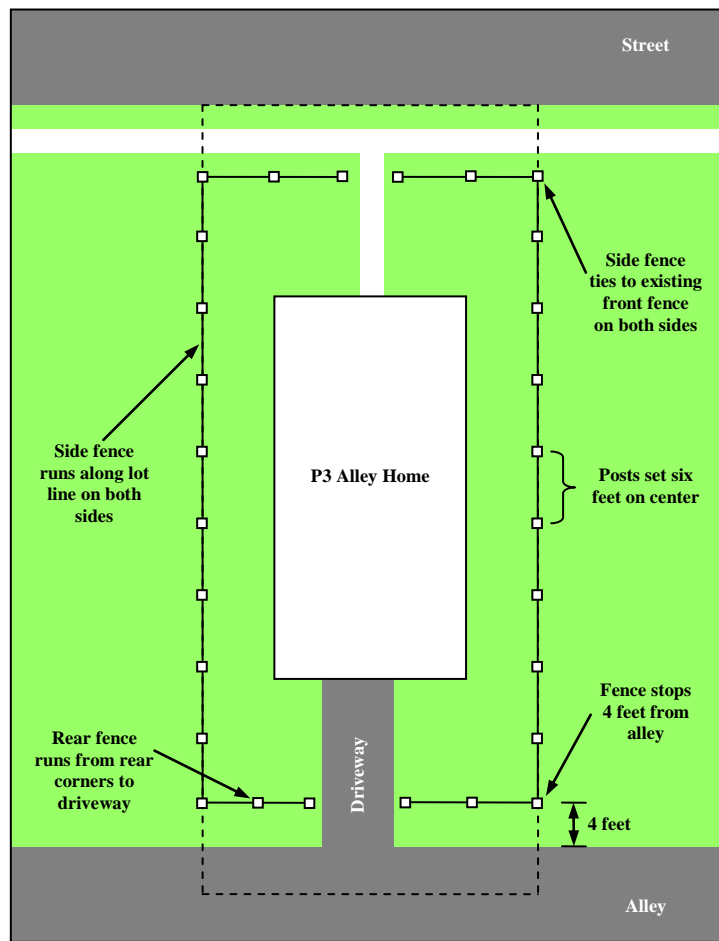 Street
Side fence
ties to existing
front fence
on both sides
Side fence
runs along lot
line on both
sides
P3 Alley Home
Posts set six
feet on center
Fence stops
4 feet from
alley
Rear fence
runs from rear
corners to
driveway
Driveway
4 feet
Alley